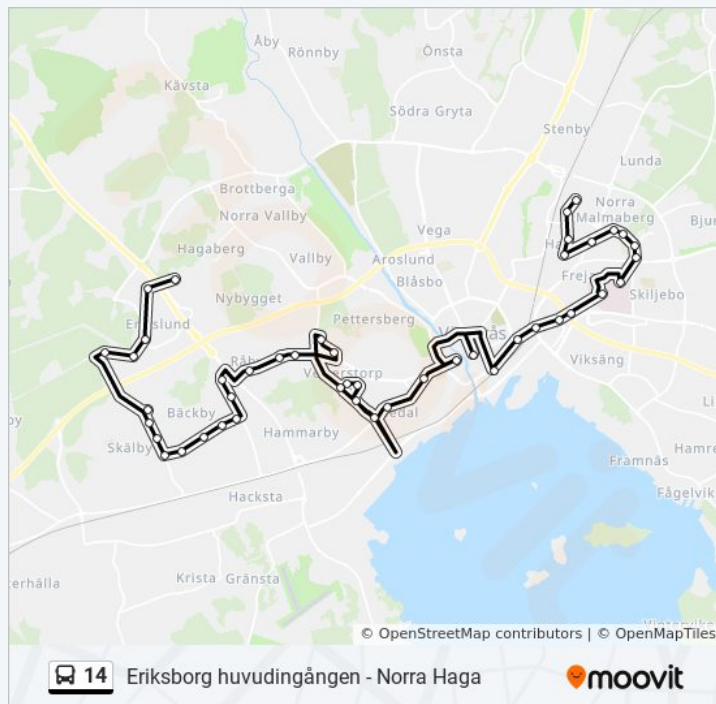 Åby
Rönnby
Önsta
Kävsta
Södra Gryta
Stenby
Lunda
Brottberga
Norra
Malmaberg
Norra Vallby
Vega
Hagaberg
Vallby
Aroslund
Blåsbo
Skiljebo
Nybygget
Pettersberg
Viksäng
Bäckby
Hammarby
Skälby
Framnäs
Hacksta
Krista
Gränsta
© OpenStreetMap contributors | © OpenMapTiles
14 Eriksborg huvudingången - Norra Haga
moovit